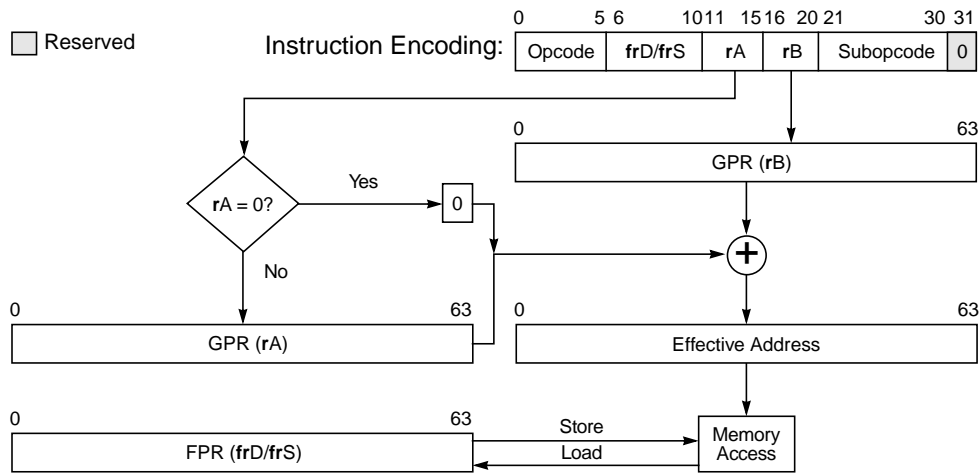 0 5 6 10 11 15 16 20 21 30 31
Reserved
Instruction Encoding:
Opcode frD/frS rA rB Subopcode 0
0 63
GPR (rB)
Yes
rA = 0?
0
+
No
0 63
0 63
GPR (rA)
Effective Address
0 63
Store
FPR (frD/frS)
Load
Memory
Access